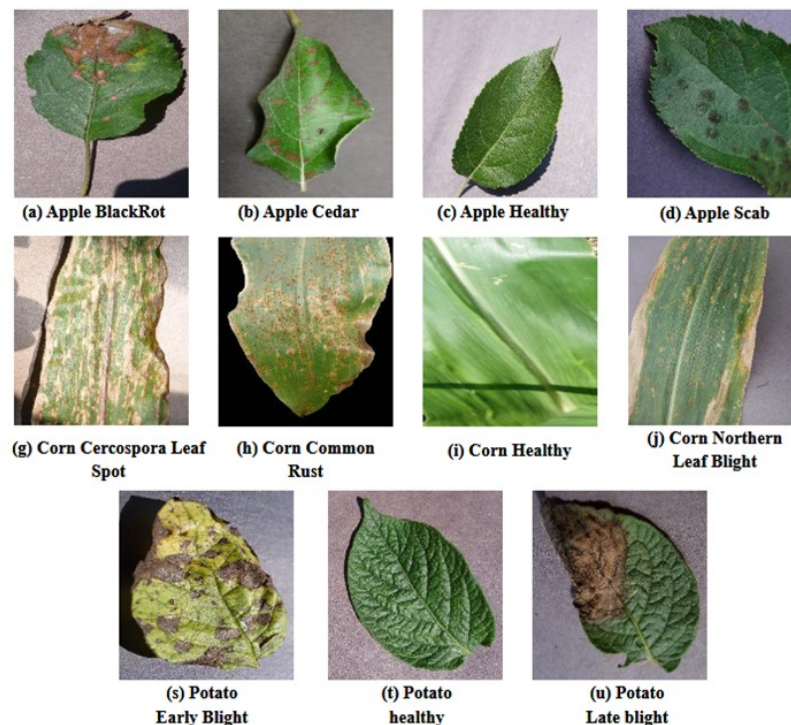 (a) Apple BlackRot
(b) Apple Cedar
(c) Apple Healthy
(d) Apple Scab
(g) Corn Cercospora Leaf
Spot
(h) Corn Common
Rust
(i) Corn Healthy
(j) Corn Northern
Leaf Blight
(s) Potato
Early Blight
(t) Potato
healthy
(u) Potato
Late blight